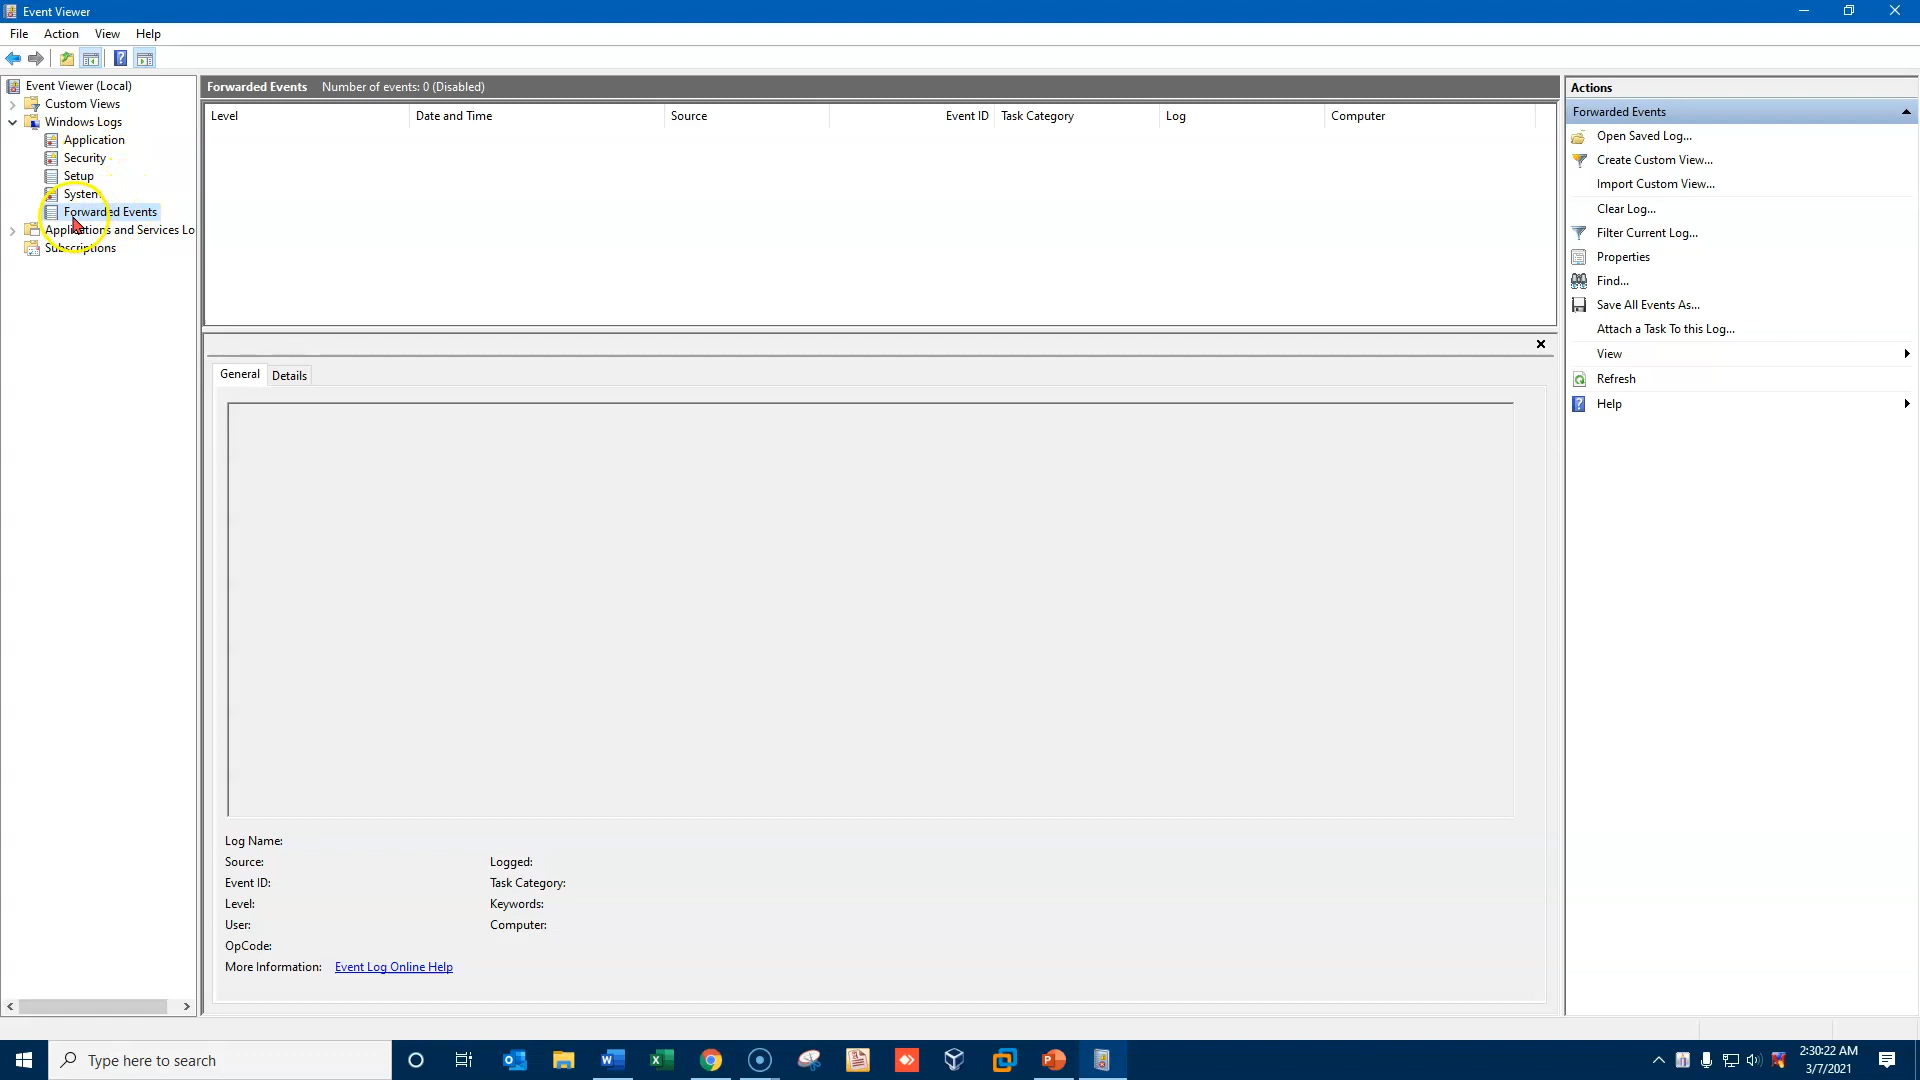 Event Viewer
File Action View Help
Event Viewer (Local)
Custom Views
Windows Logs
Application
Security
Setup
System
Forwarded Events
Applications and Services Lo
Subscriptions
Forwarded Events Number of events: 0 (Disabled)
Level Date and Time Source Event ID Task Category Log Computer
General Details
Log Name:
Source: Logged:
Event ID: Task Category:
Level: Keywords:
User: Computer:
OpCode:
More Information: Event Log Online Help
Actions
Forwarded Events
Open Saved Log...
Create Custom View...
Import Custom View...
Clear Log...
Filter Current Log...
Properties
Find...
Save All Events As...
Attach a Task To this Log...
View
Refresh
Help
Type here to search
2:30:22 AM
3/7/2021